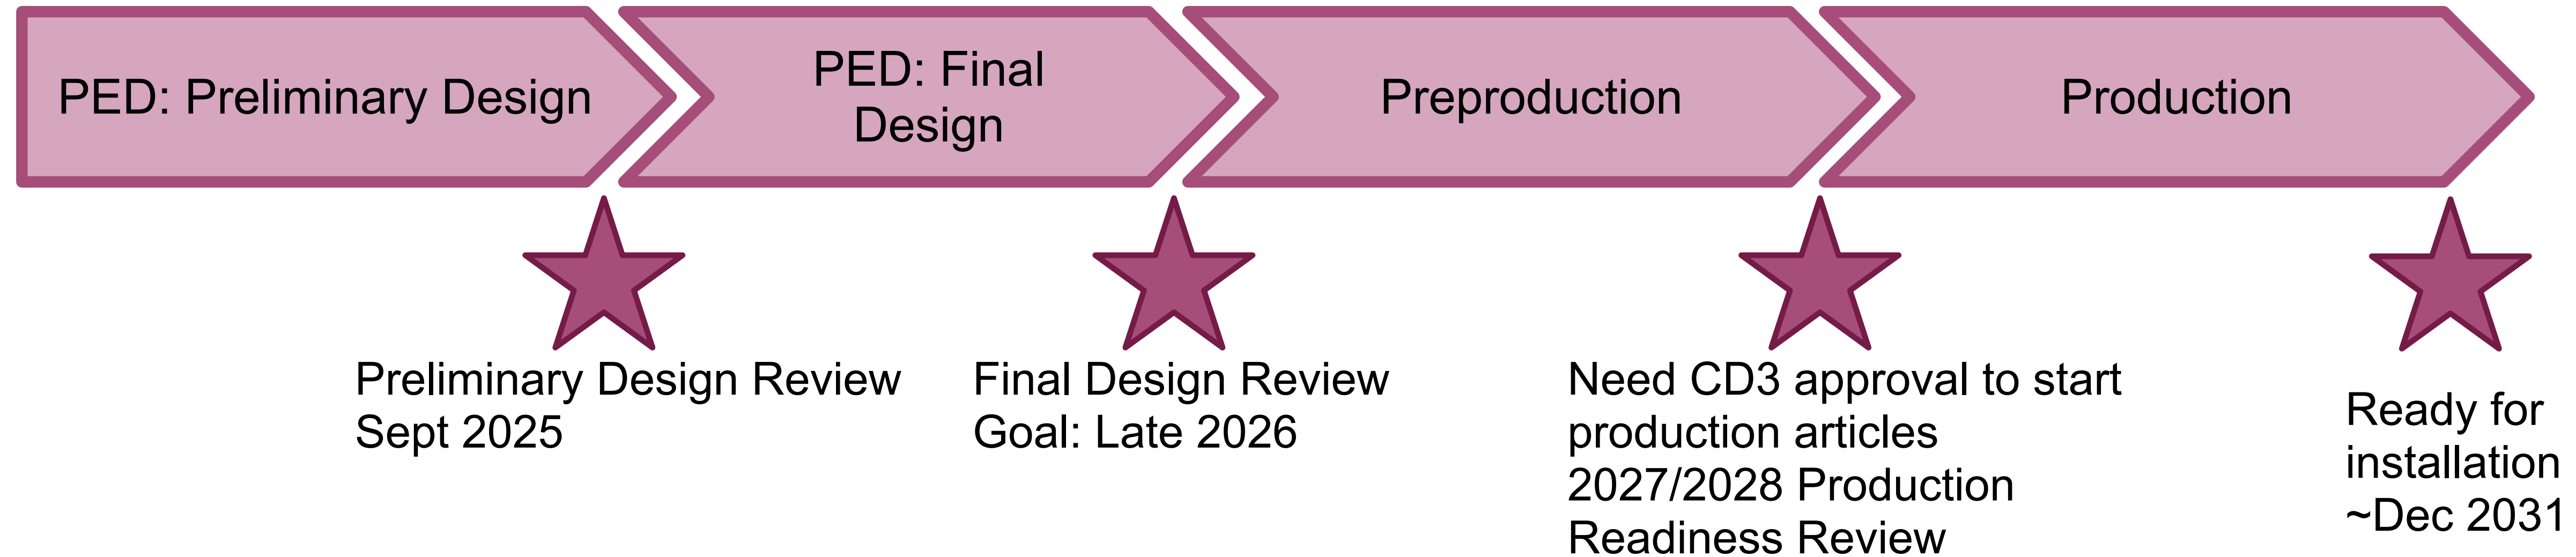 PED: Preliminary Design
PED: Final
Design
Preproduction
Production
Preliminary Design Review
Sept 2025
Final Design Review
Goal: Late 2026
Need CD3 approval to start
production articles
2027/2028 Production
Readiness Review
Ready for
installation
~Dec 2031